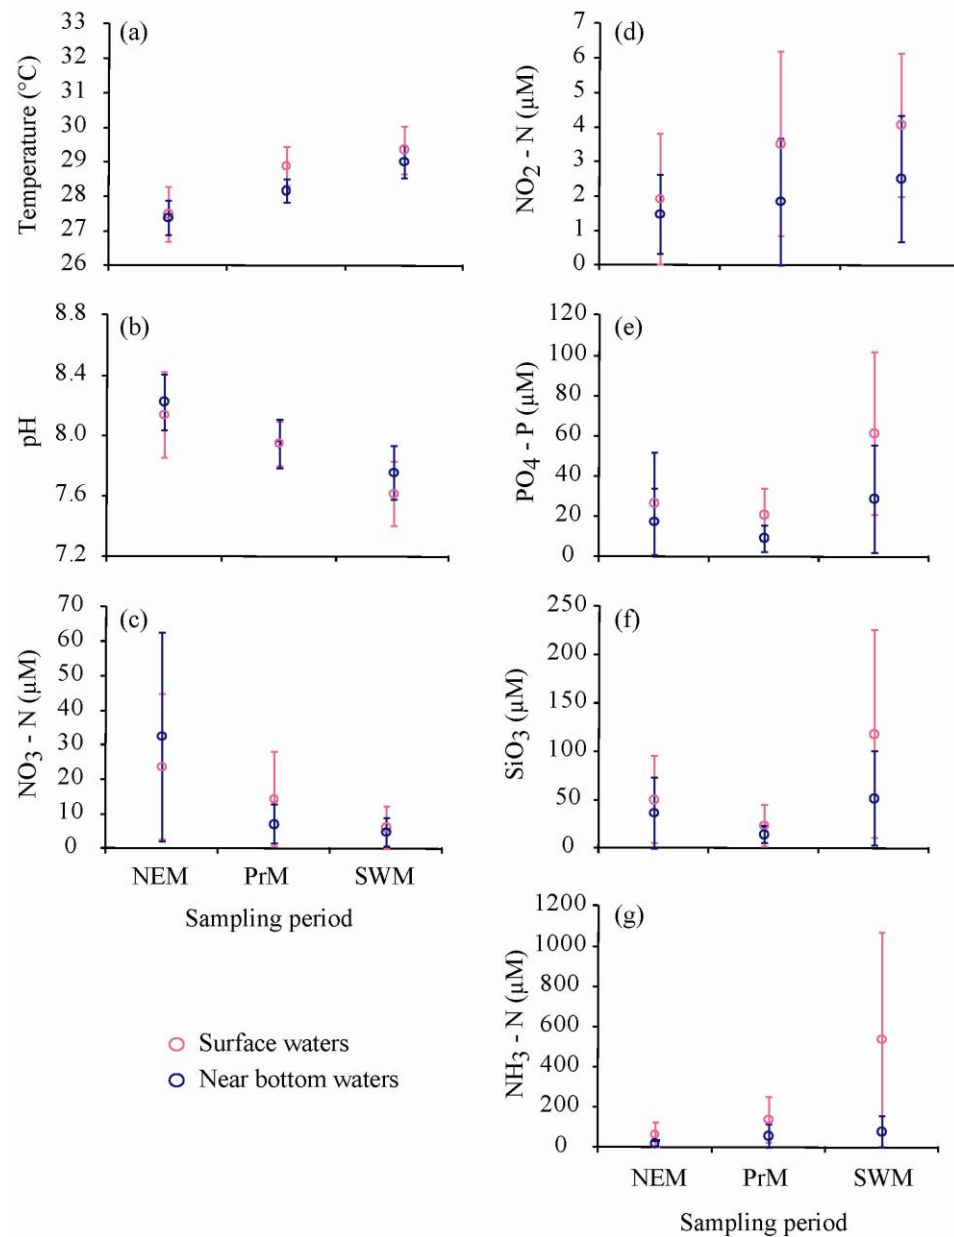 (a)
33
32
31
30
29
28
27
26
Temperature (°C)
(b)
8.8
8.4
8.0
7.6
7.2
pH
(c)
70
60
50
40
30
20
10
0
NO3 - N (µM)
NEM PrM SWM
Sampling period
Surface waters
Near bottom waters
(d)
7
6
5
4
3
2
1
0
NO2 - N (µM)
(e)
120
100
80
60
40
20
0
PO4 - P (µM)
(f)
250
200
150
100
50
0
SiO3 (µM)
(g)
1200
1000
800
600
400
200
0
NH3 - N (µM)
NEM PrM SWM
Sampling period